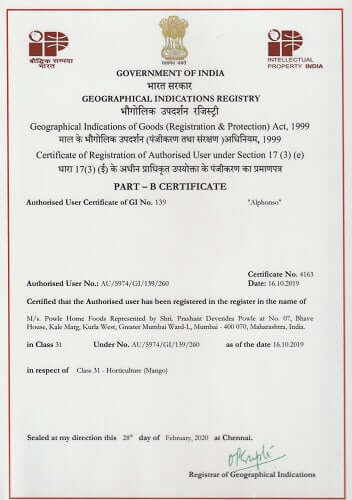 बौद्धिक सम्पदा
भारत
सत्यमेव जयते
INTELLECTUAL
PROPERTY INDIA
GOVERNMENT OF INDIA
भारत सरकार
GEOGRAPHICAL INDICATIONS REGISTRY
भौगोलिक उपदर्शन रजिस्ट्री
Geographical Indications of Goods (Registration & Protection) Act, 1999
माल के भौगोलिक उपदर्शन (पंजीकरण तथा संरक्षण )अधिनियम, 1999
Certificate of Registration of Authorised User under Section 17 (3) (e)
धारा 17(3) (ई) के अधीन प्राधिकृत उपयोक्ता के पंजीकरण का प्रमाणपत्र
PART – B CERTIFICATE
Authorised User Certificate of GI No. 139 "Alphonso"
Certificate No. 4163
Authorised User No.: AU/5974/GI/139/260 Date: 16.10.2019
Certified that the Authorised user has been registered in the register in the name of
M/s. Powle Home Foods Represented by Shri. Prashant Devendra Powle at No. 07, Bhave
House, Kale Marg, Kurla West, Greater Mumbai Ward-L, Mumbai - 400 070, Maharashtra, India.
in Class 31 Under No. AU/5974/GI/139/260 as of the date 16.10.2019
in respect of Class 31 - Horticulture (Mango)
Sealed at my direction this 28th day of February, 2020 at Chennai.
Registrar of Geographical Indications